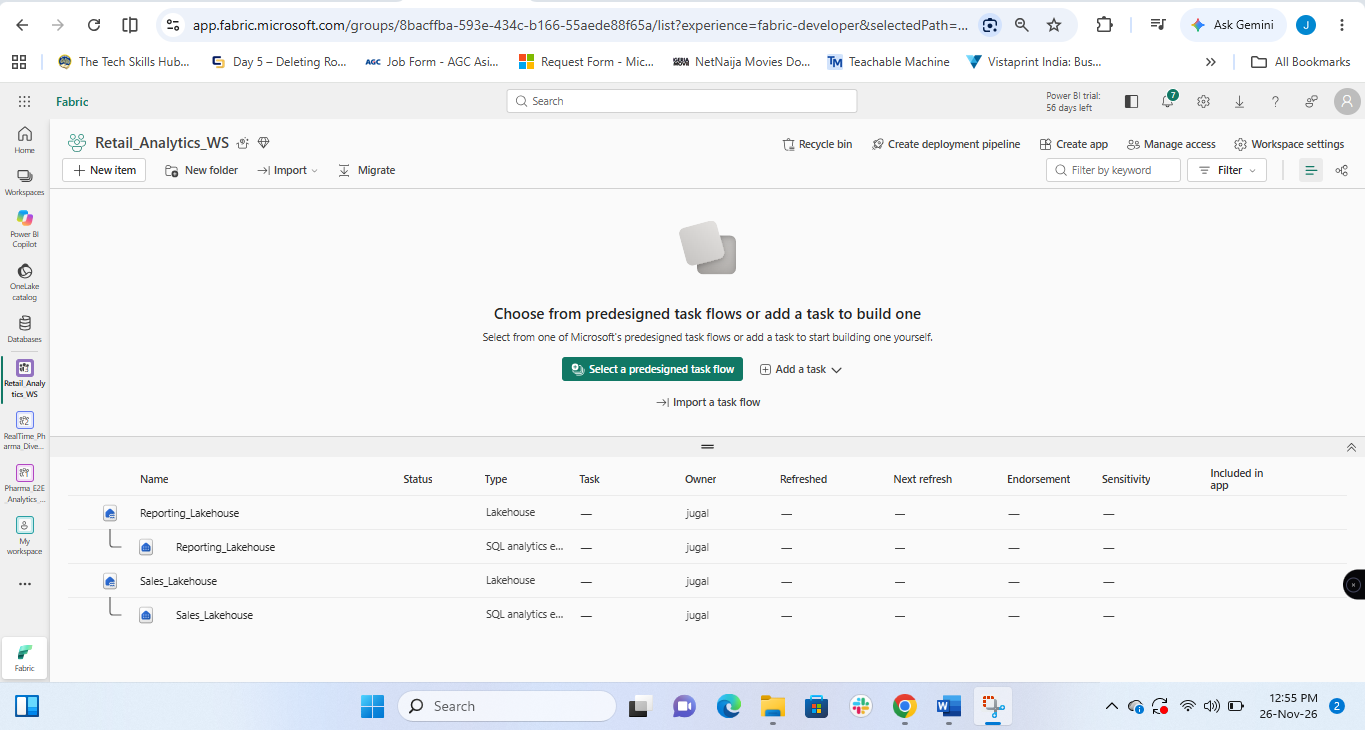 app.fabric.microsoft.com/groups/8bacffba-593e-434c-b166-55aede88f65a/list?experience=fabric-developer&selectedPath=...
Ask Gemini
J
The Tech Skills Hub...
Day 5 – Deleting Ro...
AGC Job Form - AGC Asi...
Request Form - Mic...
NetNaija Movies Do...
TM Teachable Machine
Vistaprint India: Bus...
All Bookmarks
Fabric
Search
Power BI trial:
56 days left
7
Home
Workspaces
Power BI
Copilot
OneLake
catalog
Databases
Retail_Analy
tics_WS
RealTime_Ph
arma_Dive...
Pharma_E2E
_Analytics_...
My
workspace
Fabric
Retail_Analytics_WS
Recycle bin
Create deployment pipeline
Create app
Manage access
Workspace settings
New item
New folder
Import
Migrate
Filter by keyword
Filter
Choose from predesigned task flows or add a task to build one
Select from one of Microsoft's predesigned task flows or add a task to start building one yourself.
Select a predesigned task flow
Add a task
Import a task flow
Name Status Type Task Owner Refreshed Next refresh Endorsement Sensitivity Included in
app
Reporting_Lakehouse Lakehouse — jugal — — — —
Reporting_Lakehouse SQL analytics e... — jugal — — — —
Sales_Lakehouse Lakehouse — jugal — — — —
Sales_Lakehouse SQL analytics e... — jugal — — — —
Search
12:55 PM
26-Nov-26
2